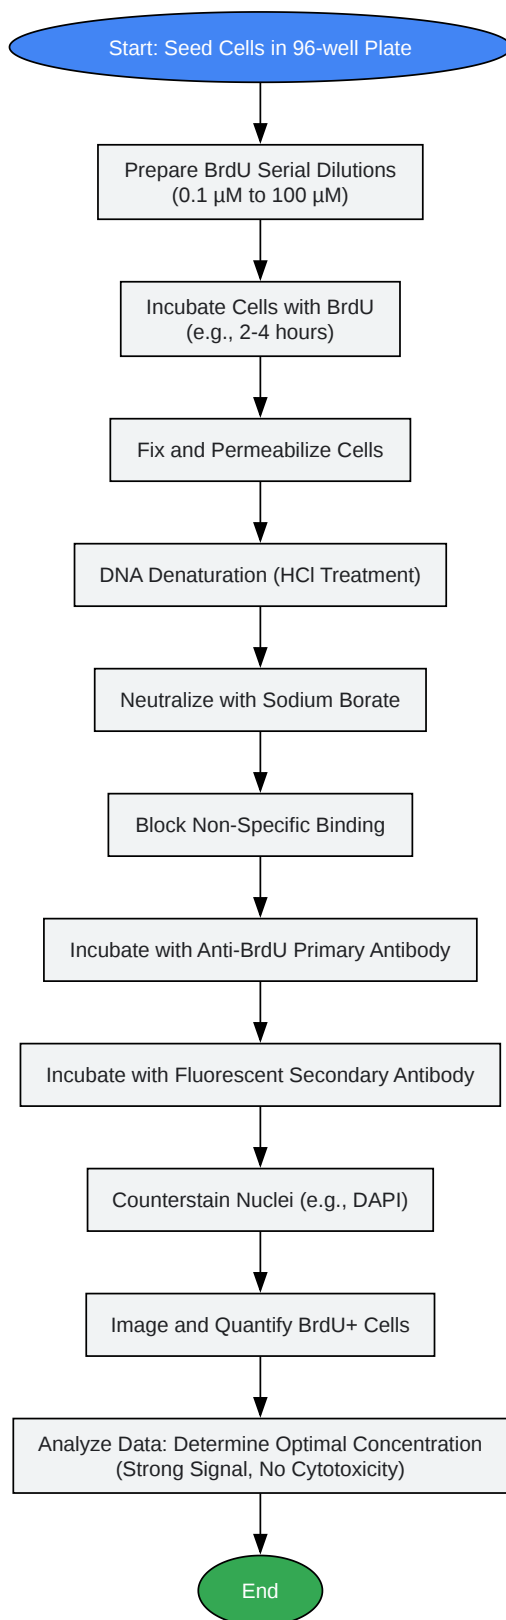 Start: Seed Cells in 96-well Plate
Prepare BrdU Serial Dilutions
(0.1 µM to 100 µM)
Incubate Cells with BrdU
(e.g., 2-4 hours)
Fix and Permeabilize Cells
DNA Denaturation (HCl Treatment)
Neutralize with Sodium Borate
Block Non-Specific Binding
Incubate with Anti-BrdU Primary Antibody
Incubate with Fluorescent Secondary Antibody
Counterstain Nuclei (e.g., DAPI)
Image and Quantify BrdU+ Cells
Analyze Data: Determine Optimal Concentration
(Strong Signal, No Cytotoxicity)
End